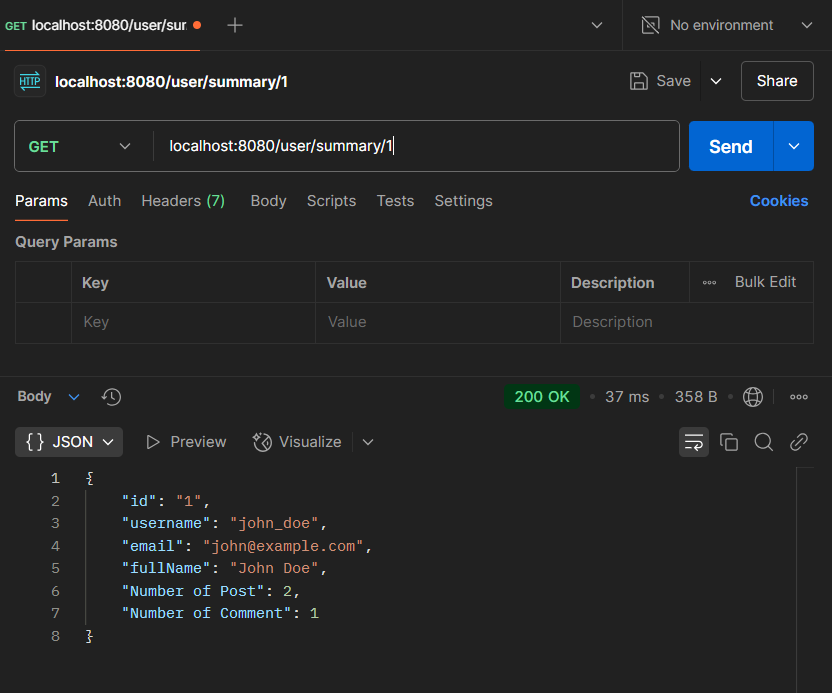 GET localhost:8080/user/sur
No environment
HTTP localhost:8080/user/summary/1
Save
Share
GET
localhost:8080/user/summary/1
Send
Params Auth Headers (7) Body Scripts Tests Settings Cookies
Query Params
Key Value Description Bulk Edit
Key Value Description
Body 200 OK 37 ms 358 B
{} JSON Preview Visualize
1 {
2 "id": "1",
3 "username": "john_doe",
4 "email": "john@example.com",
5 "fullName": "John Doe",
6 "Number of Post": 2,
7 "Number of Comment": 1
8 }